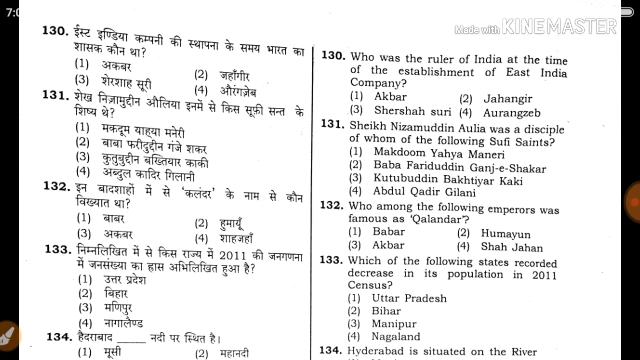 7:0
Made with KINEMASTER
130. ईस्ट इण्डिया कम्पनी की स्थापना के समय भारत का
शासक कौन था?
(1) अकबर (2) जहाँगीर
(3) शेरशाह सूरी (4) औरंगज़ेब
131. शेख निज़ामुद्दीन औलिया इनमें से किस सूफ़ी सन्त के
शिष्य थे?
(1) मकदूम याह्या मनेरी
(2) बाबा फरीदुद्दीन गंजे शकर
(3) कुतुबुद्दीन बख्तियार काकी
(4) अब्दुल कादिर गिलानी
132. इन बादशाहों में से 'कलंदर' के नाम से कौन
विख्यात था?
(1) बाबर (2) हुमायूँ
(3) अकबर (4) शाहजहाँ
133. निम्नलिखित में से किस राज्य में 2011 की जनगणना
में जनसंख्या का ह्रास अभिलिखित हुआ है?
(1) उत्तर प्रदेश
(2) बिहार
(3) मणिपुर
(4) नागालैण्ड
134. हैदराबाद _____ नदी पर स्थित है।
(1) मूसी (2) महानदी
130. Who was the ruler of India at the time
of the establishment of East India
Company?
(1) Akbar (2) Jahangir
(3) Shershah suri (4) Aurangzeb
131. Sheikh Nizamuddin Aulia was a disciple
of whom of the following Sufi Saints?
(1) Makdoom Yahya Maneri
(2) Baba Fariduddin Ganj-e-Shakar
(3) Kutubuddin Bakhtiyar Kaki
(4) Abdul Qadir Gilani
132. Who among the following emperors was
famous as 'Qalandar'?
(1) Babar (2) Humayun
(3) Akbar (4) Shah Jahan
133. Which of the following states recorded
decrease in its population in 2011
Census?
(1) Uttar Pradesh
(2) Bihar
(3) Manipur
(4) Nagaland
134. Hyderabad is situated on the River